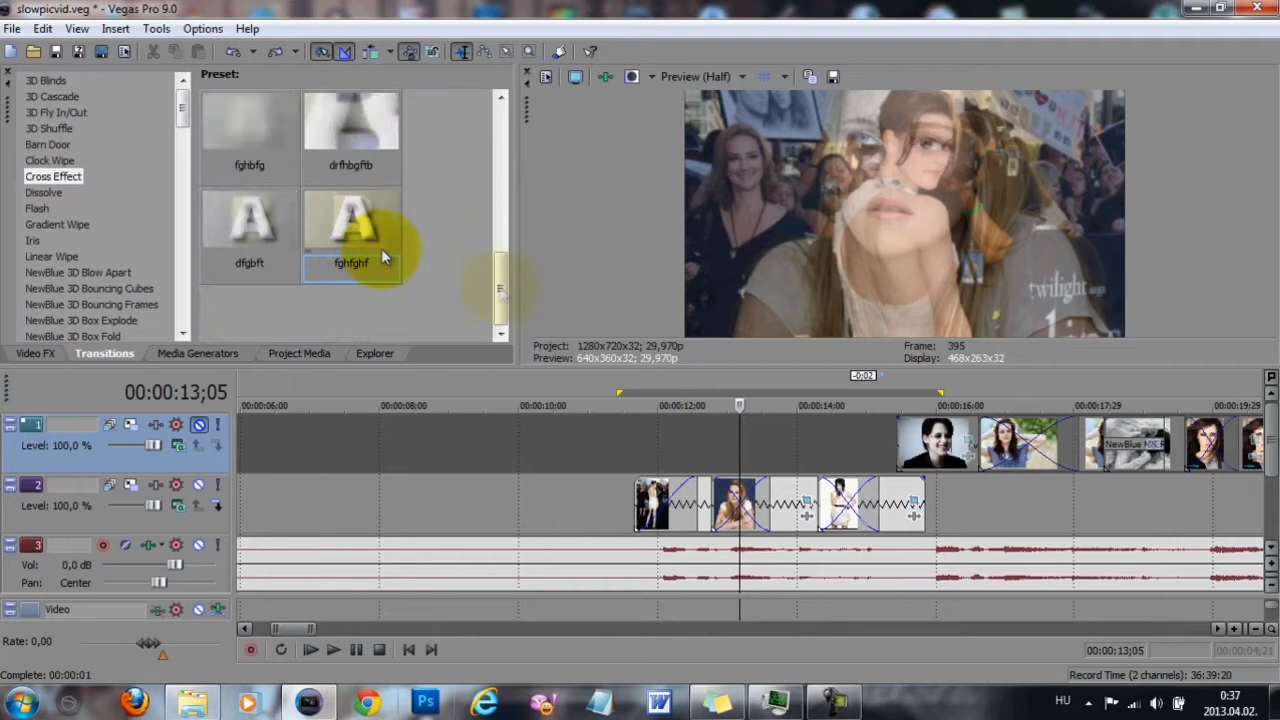 slowpicvid.veg * - Vegas Pro 9.0
File Edit View Insert Tools Options Help
3D Blinds
3D Cascade
3D Fly In/Out
3D Shuffle
Barn Door
Clock Wipe
Cross Effect
Dissolve
Flash
Gradient Wipe
Iris
Linear Wipe
NewBlue 3D Blow Apart
NewBlue 3D Bouncing Cubes
NewBlue 3D Bouncing Frames
NewBlue 3D Box Explode
NewBlue 3D Box Fold
Preset:
fghbfg drfhbgftb
dfgbft fghfghf
Preview (Half)
twilight
Video FX Transitions Media Generators Project Media Explorer
Project: 1280x720x32; 29,970p Frame: 395
Preview: 640x360x32; 29,970p Display: 468x263x32
-0:02
00:00:13;05
00:00:06;00 00:00:08;00 00:00:10;00 00:00:12;00 00:00:14;00 00:00:16;00 00:00:17;29 00:00:19;29
1
Level: 100,0 %
NewBlue
2
Level: 100,0 %
3
Vol: 0,0 dB
Pan: Center
Video
Rate: 0,00
00:00:13;05 00:00:04;21
Complete: 00:00:01
Record Time (2 channels): 36:39:20
HU
0:37
2013.04.02.